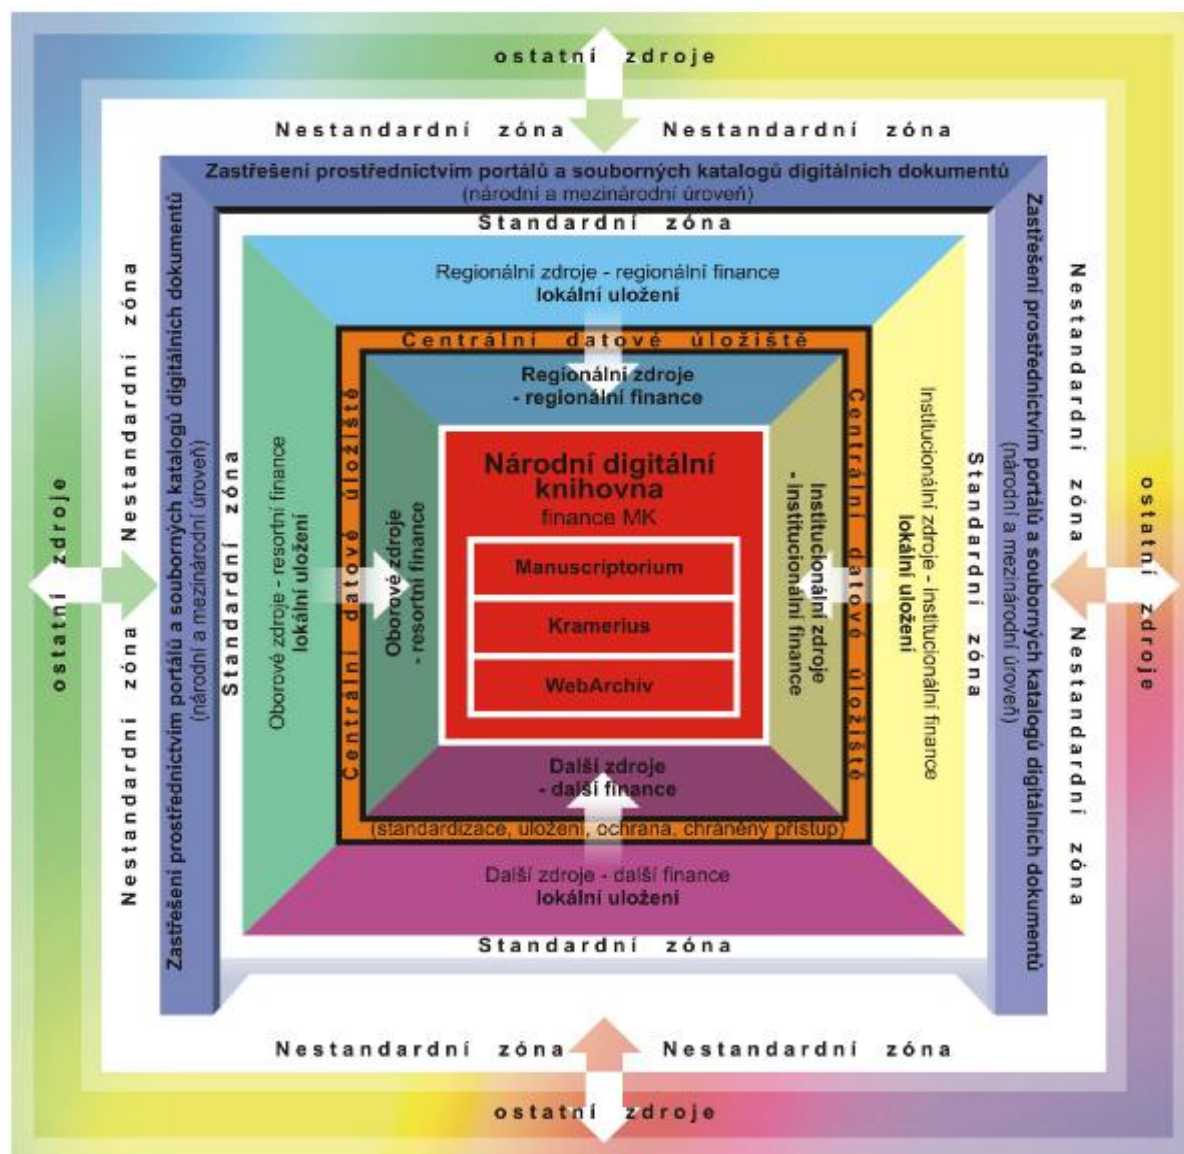 ostatní zdroje
Nestandardní zóna Nestandardní zóna
Zastřešení prostřednictvím portálů a souborných katalogů digitálních dokumentů
(národní a mezinárodní úroveň)
Standardní zóna
Regionální zdroje - regionální finance
lokální uložení
Centrální datové úložiště
Regionální zdroje
- regionální finance
ostatní zdroje
Nestandardní zóna Nestandardní zóna
Zastřešení prostřednictvím portálů a souborných katalogů digitálních dokumentů
(národní a mezinárodní úroveň)
Standardní zóna
Oborové zdroje - resortní finance
lokální uložení
Centrální datové úložiště
Oborové zdroje
- resortní finance
Národní digitální
knihovna
finance MK
Manuscriptorium
Kramerius
WebArchiv
Institucionální zdroje
- institucionální finance
Centrální datové úložiště
Institucionální zdroje - institucionální finance
lokální uložení
Standardní zóna
Zastřešení prostřednictvím portálů a souborných katalogů digitálních dokumentů
(národní a mezinárodní úroveň)
Nestandardní zóna Nestandardní zóna
ostatní zdroje
Další zdroje
- další finance
(standardizace, uložení, ochrana, chráněný přístup)
Další zdroje - další finance
lokální uložení
Standardní zóna
Nestandardní zóna Nestandardní zóna
ostatní zdroje